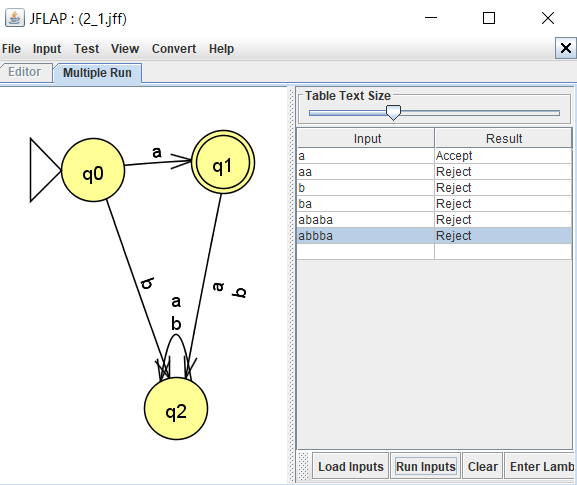 JFLAP : (2_1.jff)
File Input Test View Convert Help
Editor Multiple Run
Table Text Size
Input Result
a Accept
aa Reject
b Reject
ba Reject
ababa Reject
abbba Reject
q0
a
q1
b
a
b
a
b
q2
Load Inputs Run Inputs Clear Enter Lamb